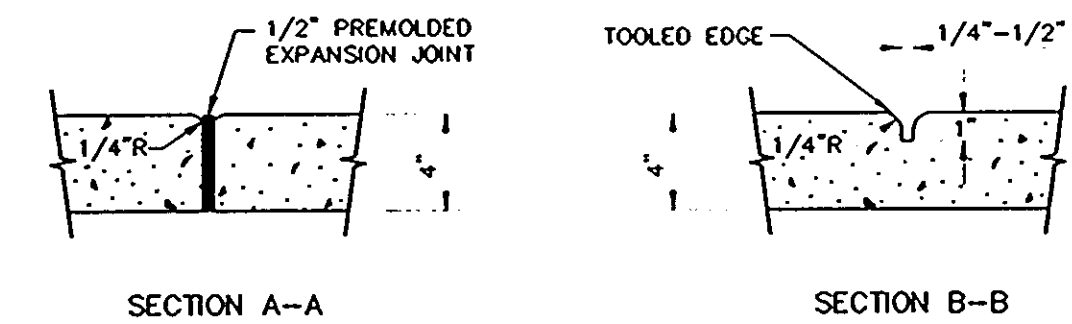 1/2" PREMOLDED
EXPANSION JOINT
1/4"R
4"
SECTION A-A
TOOLED EDGE
1/4"-1/2"
1/4"R
1"
4"
SECTION B-B